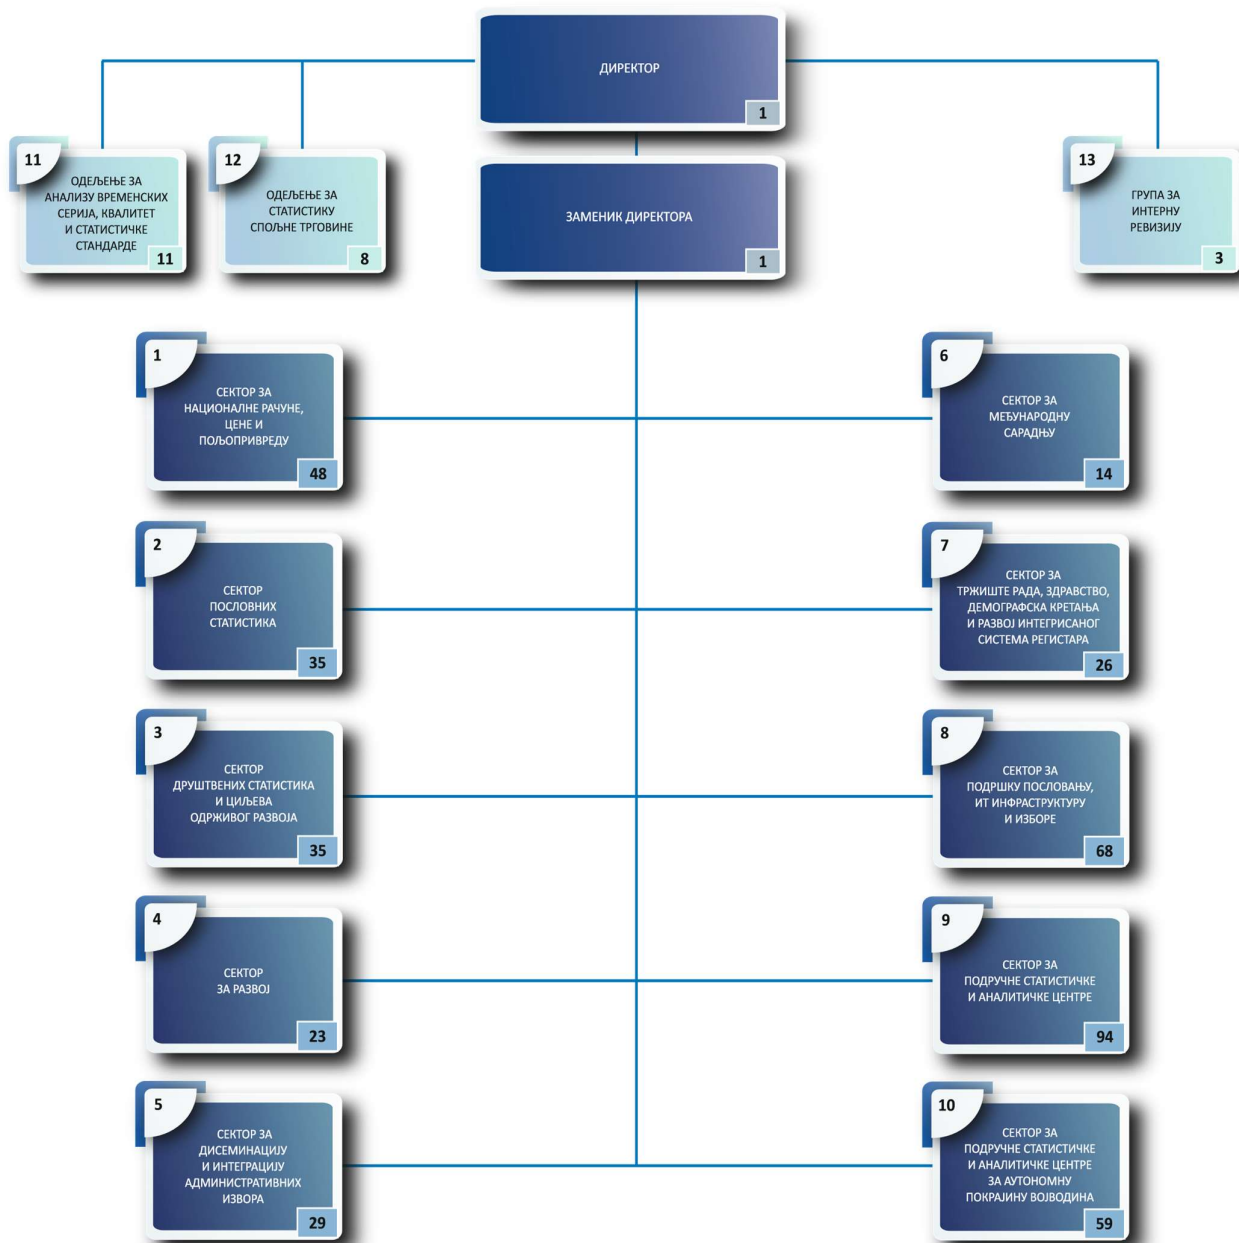 ДИРЕКТОР
1
11
ОДЕЉЕЊЕ ЗА
АНАЛИЗУ ВРЕМЕНСКИХ
СЕРИЈА, КВАЛИТЕТ
И СТАТИСТИЧКЕ
СТАНДАРДЕ
11
12
ОДЕЉЕЊЕ ЗА
СТАТИСТИКУ
СПОЉНЕ ТРГОВИНЕ
8
ЗАМЕНИК ДИРЕКТОРА
1
13
ГРУПА ЗА
ИНТЕРНУ
РЕВИЗИЈУ
3
1
СЕКТОР ЗА
НАЦИОНАЛНЕ РАЧУНЕ,
ЦЕНЕ И
ПОЉОПРИВРЕДУ
48
6
СЕКТОР ЗА
МЕЂУНАРОДНУ
САРАДЊУ
14
2
СЕКТОР
ПОСЛОВНИХ
СТАТИСТИКА
35
7
СЕКТОР ЗА
ТРЖИШТЕ РАДА, ЗДРАВСТВО,
ДЕМОГРАФСКА КРЕТАЊА
И РАЗВОЈ ИНТЕГРИСАНОГ
СИСТЕМА РЕГИСТАРА
26
3
СЕКТОР
ДРУШТВЕНИХ СТАТИСТИКА
И ЦИЉЕВА
ОДРЖИВОГ РАЗВОЈА
35
8
СЕКТОР ЗА
ПОДРШКУ ПОСЛОВАЊУ,
ИТ ИНФРАСТРУКТУРУ
И ИЗБОРЕ
68
4
СЕКТОР
ЗА РАЗВОЈ
23
9
СЕКТОР ЗА
ПОДРУЧНЕ СТАТИСТИЧКЕ
И АНАЛИТИЧКЕ ЦЕНТРЕ
94
5
СЕКТОР ЗА
ДИСЕМИНАЦИЈУ
И ИНТЕГРАЦИЈУ
АДМИНИСТРАТИВНИХ
ИЗВОРА
29
10
СЕКТОР ЗА
ПОДРУЧНЕ СТАТИСТИЧКЕ
И АНАЛИТИЧКЕ ЦЕНТРЕ
ЗА АУТОНОМНУ
ПОКРАЈИНУ ВОЈВОДИНА
59